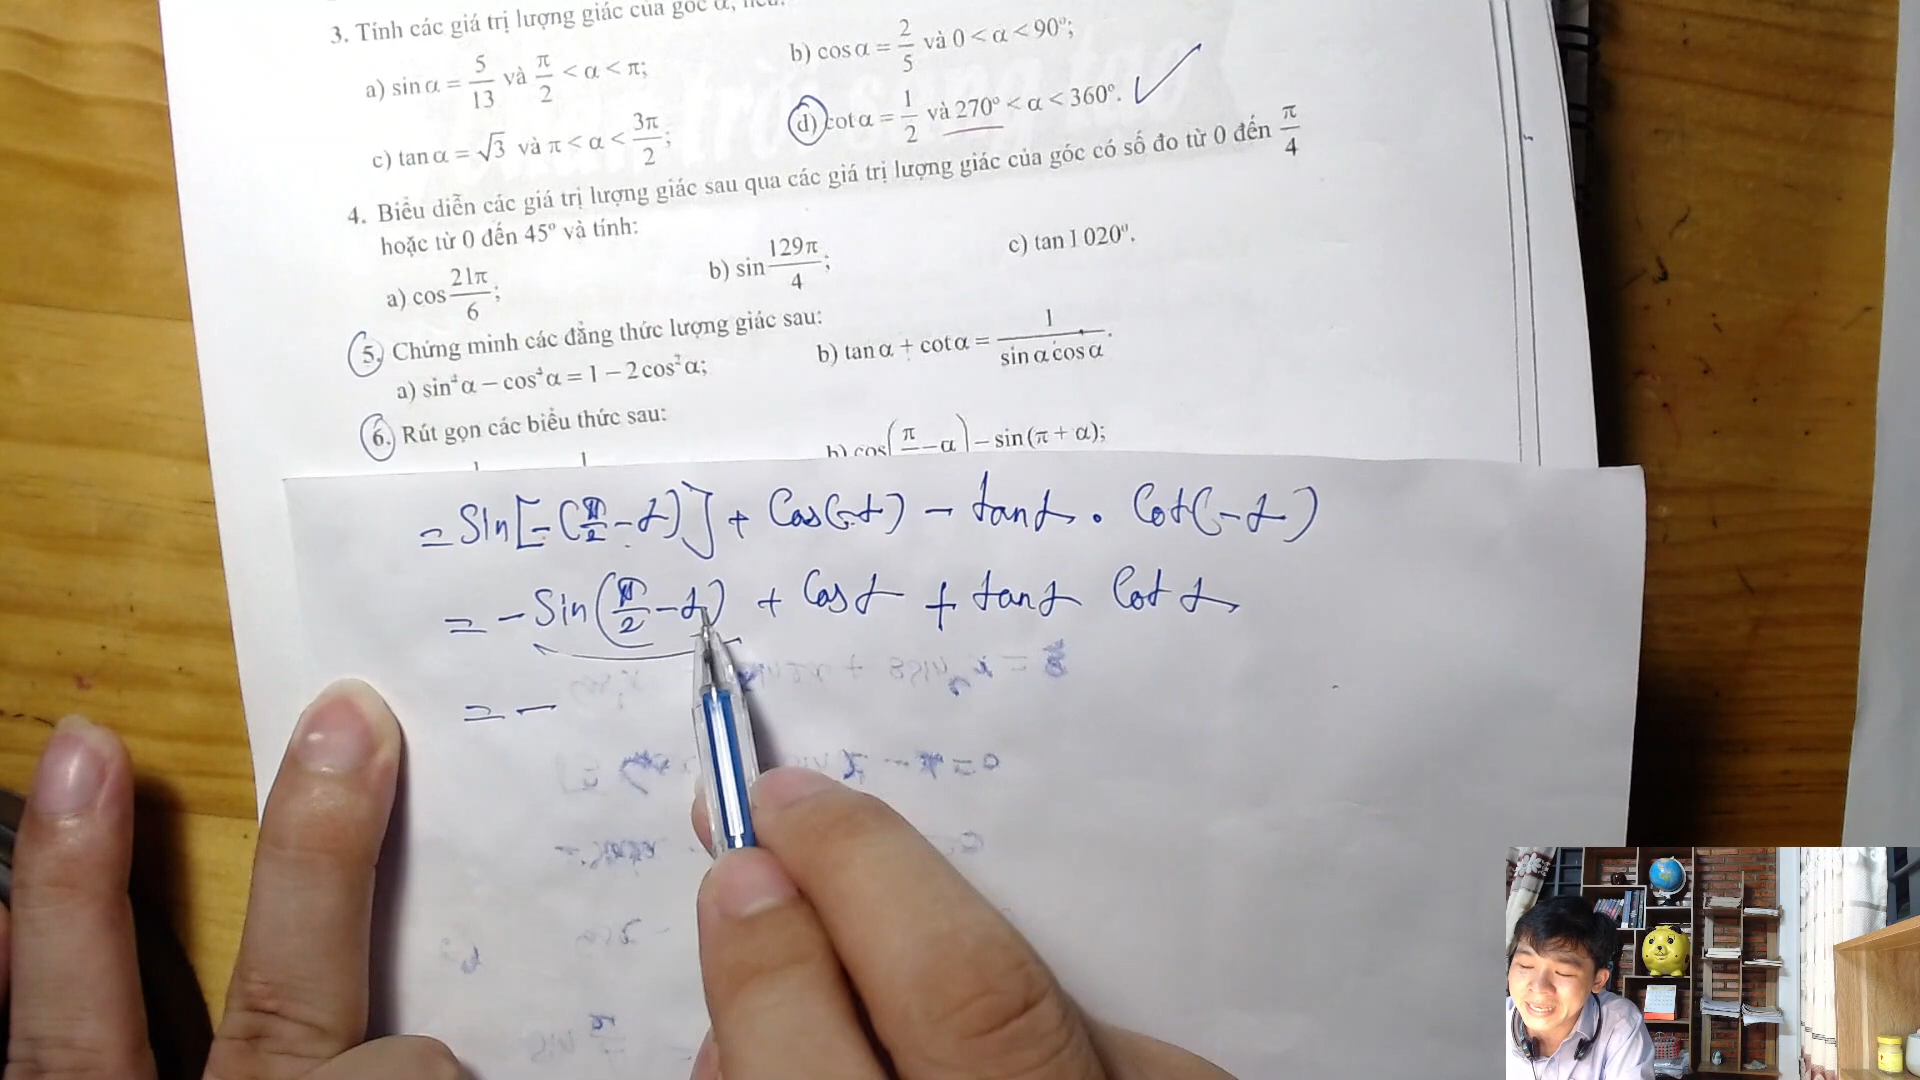 3. Tính các giá trị lượng giác của góc α, nếu:
a) sin α = 5/13 và π/2 < α < π;
b) cos α = 2/5 và 0 < α < 90°;
c) tan α = √3 và π < α < 3π/2;
d) cot α = 1/2 và 270° < α < 360°.
4. Biểu diễn các giá trị lượng giác sau qua các giá trị lượng giác của góc có số đo từ 0 đến π/4
hoặc từ 0 đến 45° và tính:
a) cos 21π/6;
b) sin 129π/4;
c) tan 1 020°.
5. Chứng minh các đẳng thức lượng giác sau:
a) sin⁴α − cos⁴α = 1 − 2cos²α;
b) tan α + cot α = 1/(sin α cos α).
6. Rút gọn các biểu thức sau:
b) cos(π/ − α) − sin(π + α);
= Sin[−(π/2 − α)] + Cos(−α) − tan α . Cot(−α)
= − Sin(π/2 − α) + Cos α + tan α Cot α
= −